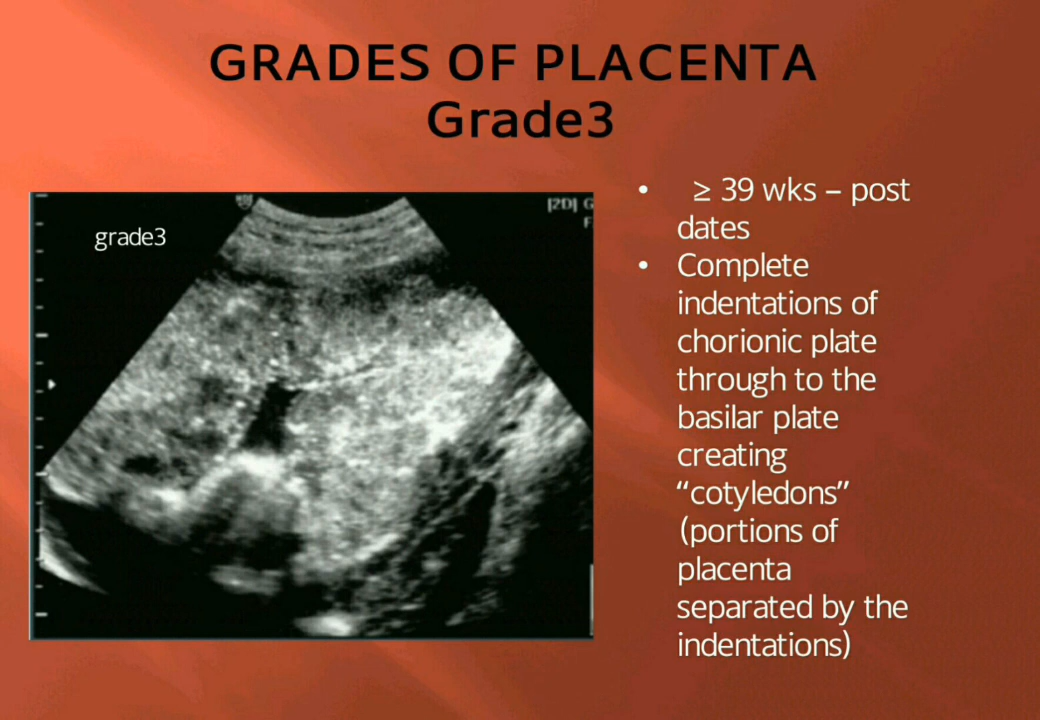 GRADES OF PLACENTA
Grade3
grade3
[2D] G
F
• ≥ 39 wks – post
dates
• Complete
indentations of
chorionic plate
through to the
basilar plate
creating
“cotyledons”
(portions of
placenta
separated by the
indentations)